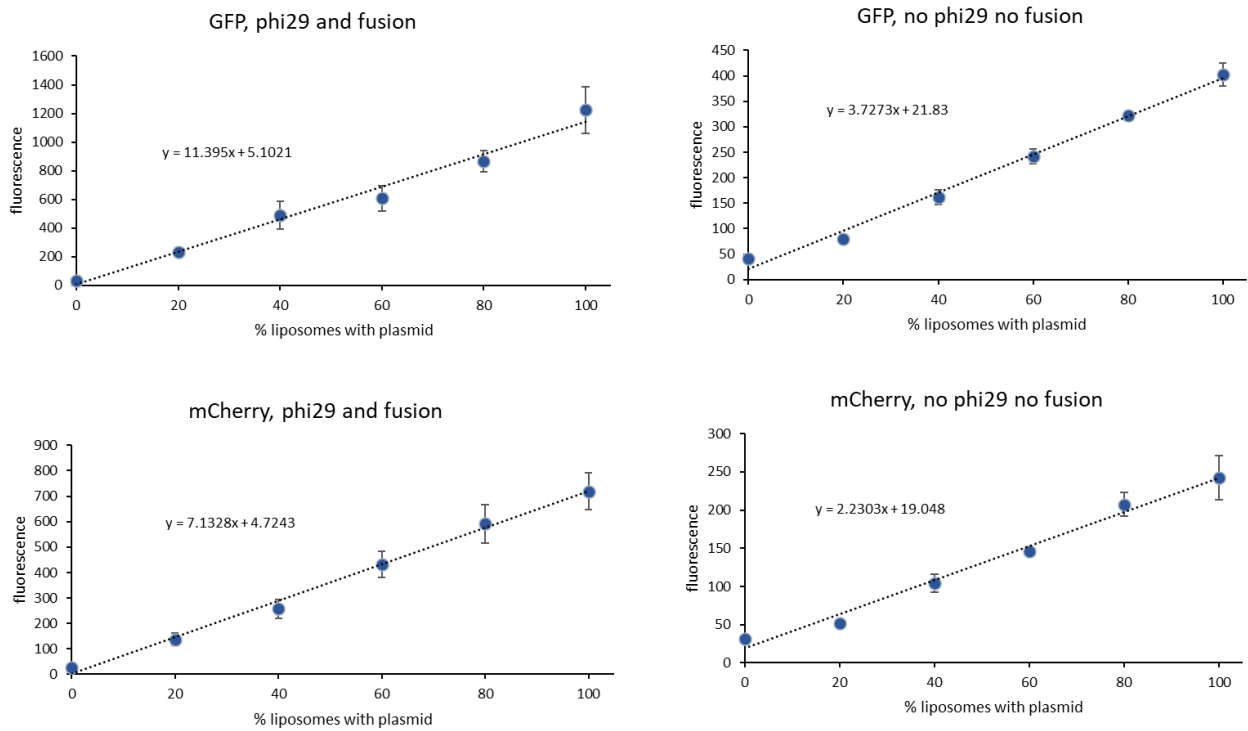 GFP, phi29 and fusion
1600
1400
1200
1000
800
600
400
200
0
fluorescence
y = 11.395x + 5.1021
0 20 40 60 80 100
% liposomes with plasmid
GFP, no phi29 no fusion
450
400
350
300
250
200
150
100
50
0
fluorescence
y = 3.7273x + 21.83
0 20 40 60 80 100
% liposomes with plasmid
mCherry, phi29 and fusion
900
800
700
600
500
400
300
200
100
0
fluorescence
y = 7.1328x + 4.7243
0 20 40 60 80 100
% liposomes with plasmid
mCherry, no phi29 no fusion
300
250
200
150
100
50
0
fluorescence
y = 2.2303x + 19.048
0 20 40 60 80 100
% liposomes with plasmid